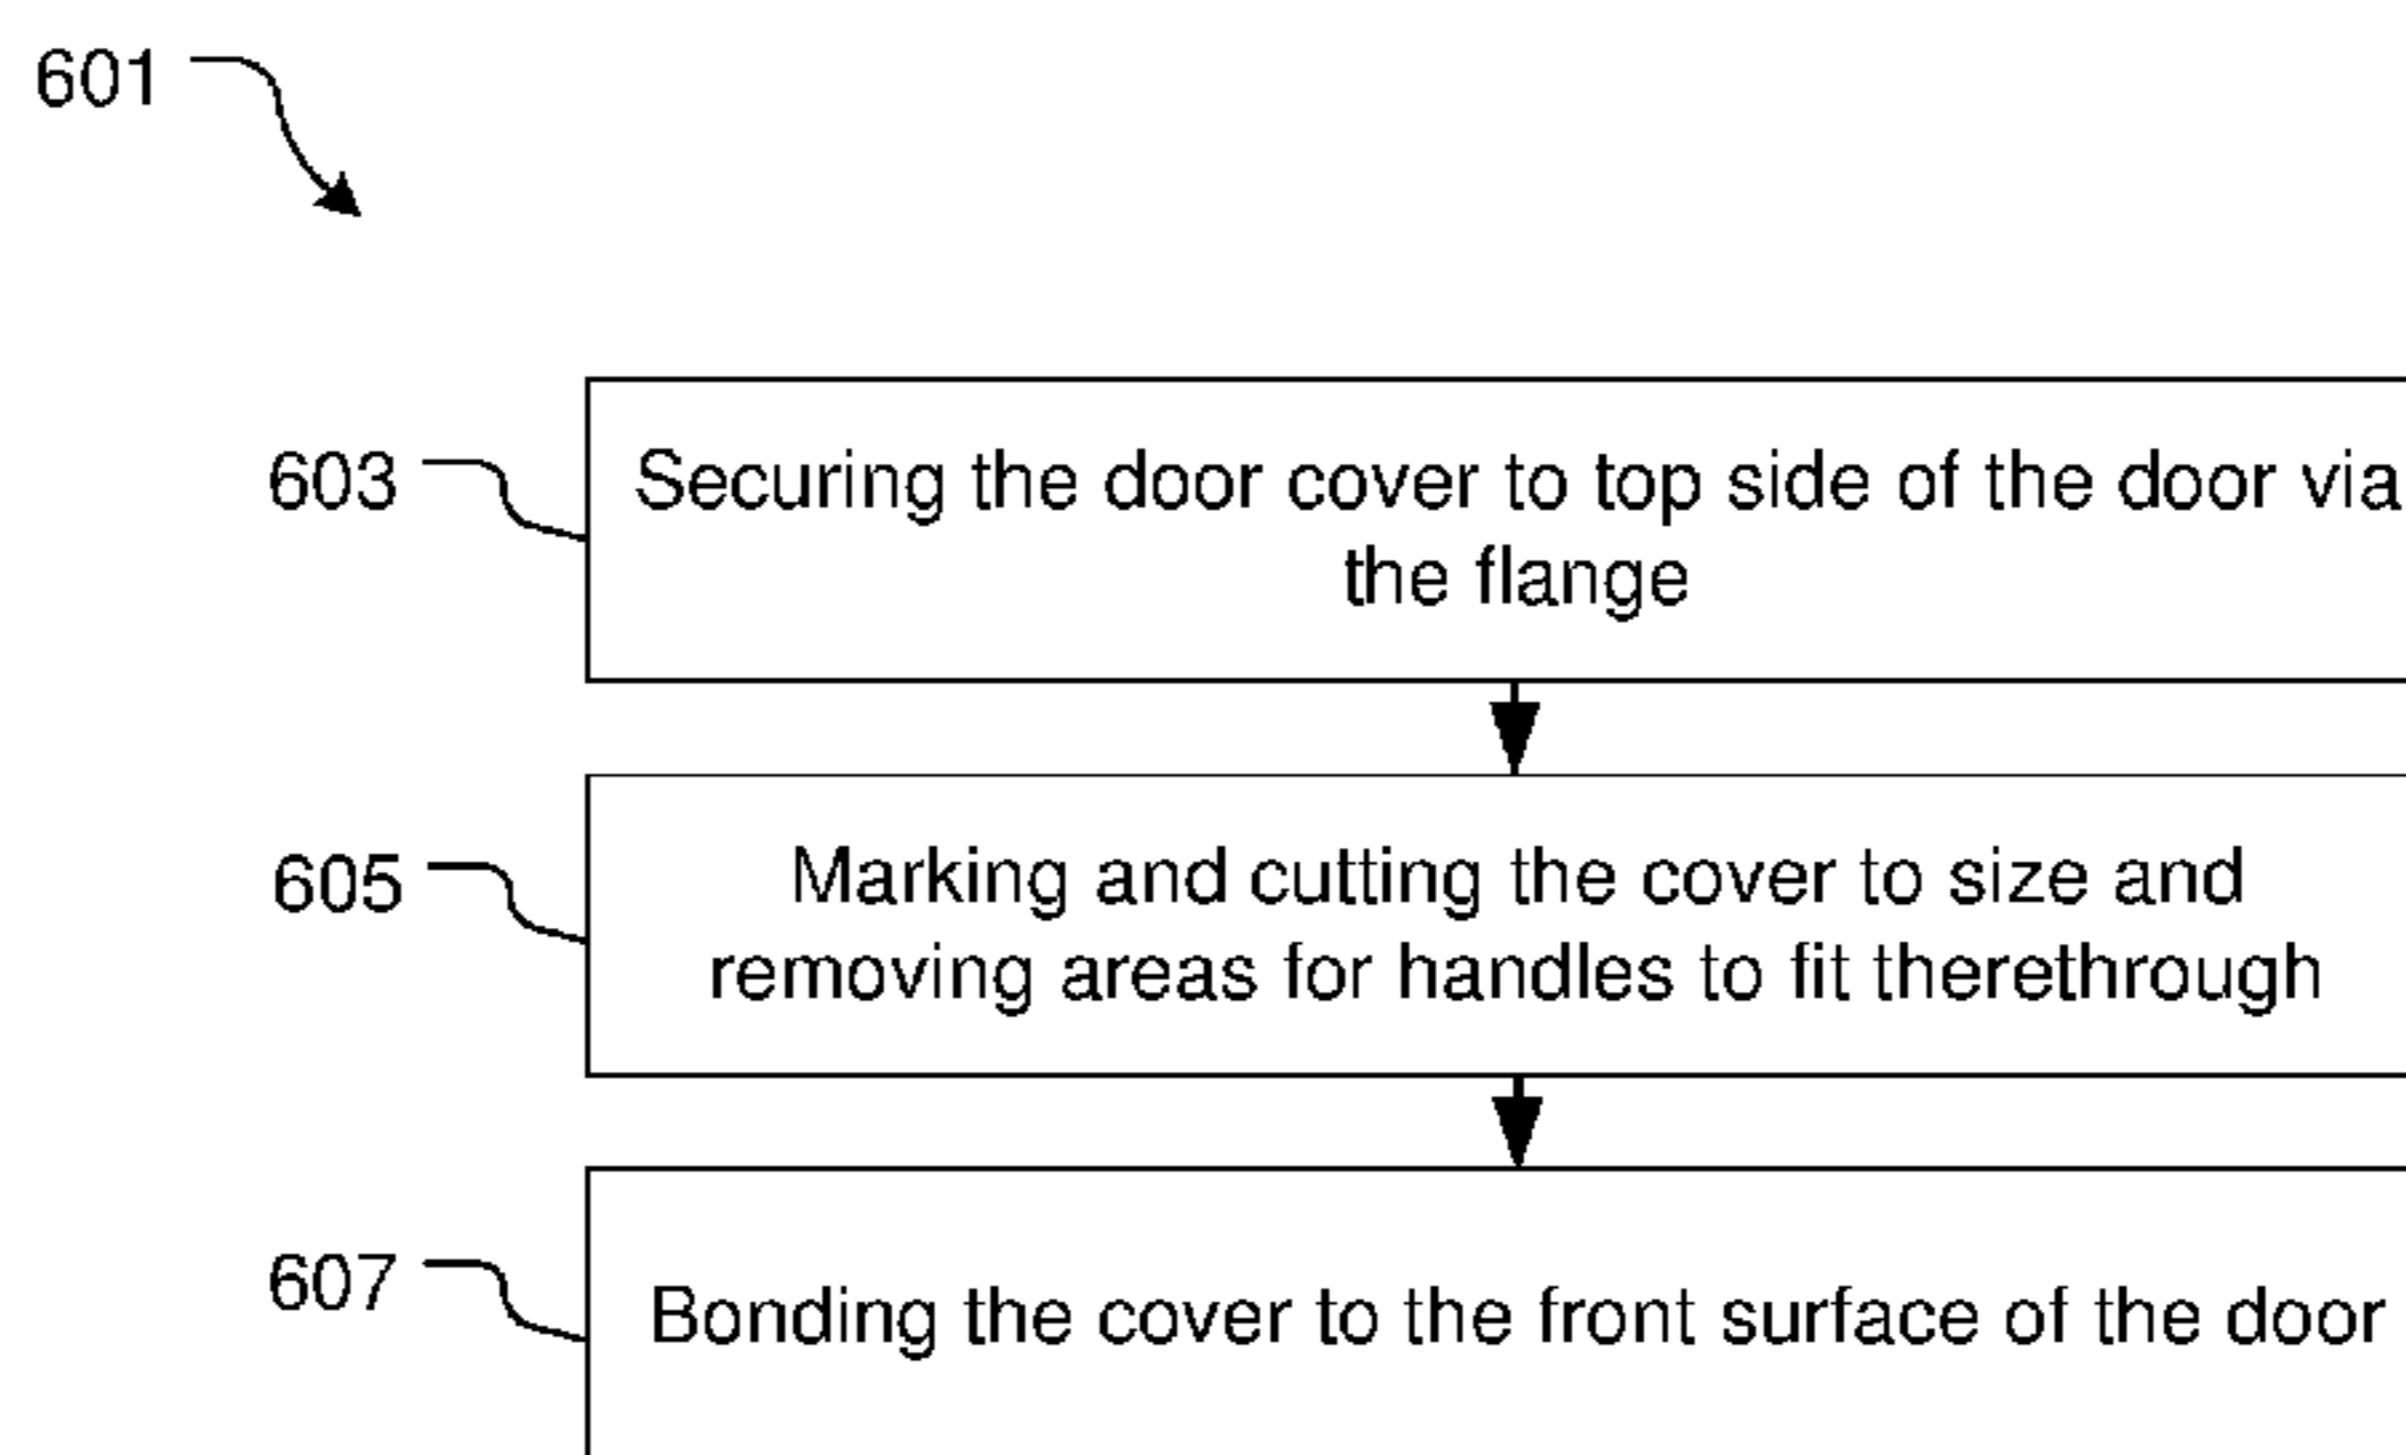 601
603
Securing the door cover to top side of the door via
the flange
605
Marking and cutting the cover to size and
removing areas for handles to fit therethrough
607
Bonding the cover to the front surface of the door